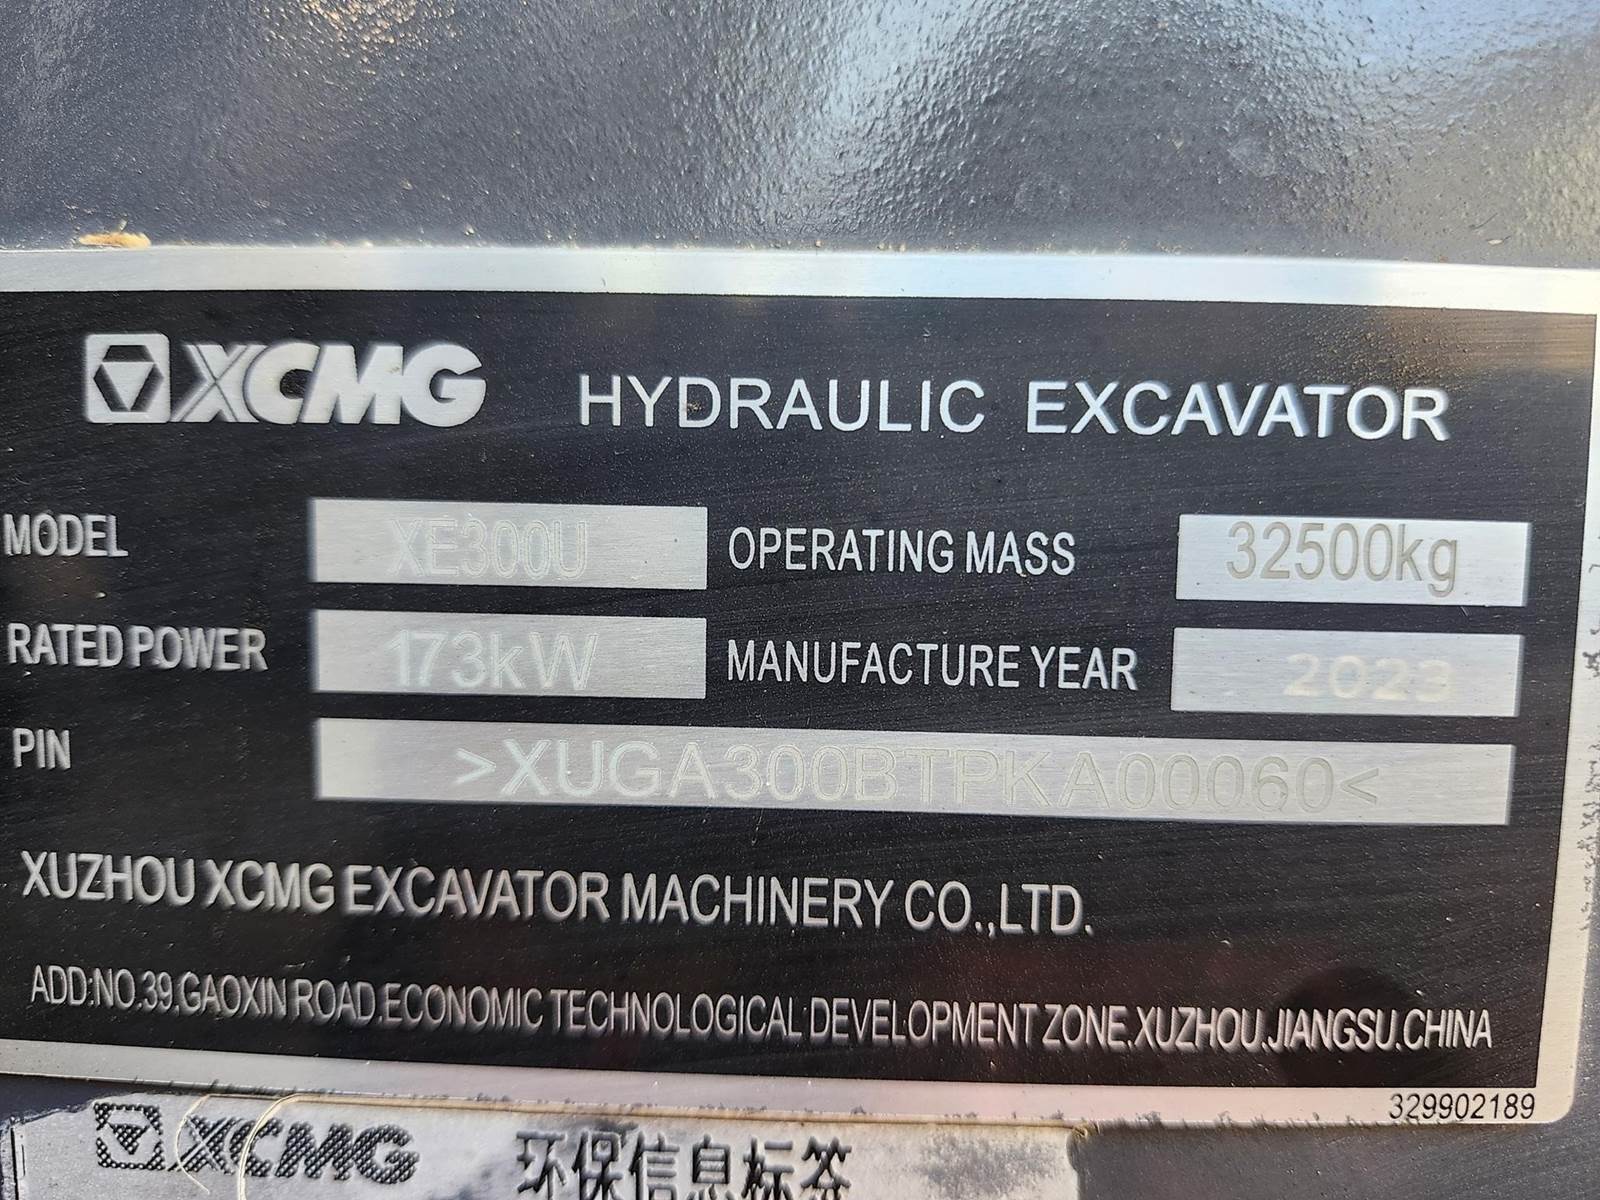 XCMG HYDRAULIC EXCAVATOR
MODEL XE300U OPERATING MASS 32500kg
RATED POWER 173kW MANUFACTURE YEAR 2023
PIN >XUGA300BTPKA00060<
XUZHOU XCMG EXCAVATOR MACHINERY CO.,LTD.
ADD:NO.39,GAOXIN ROAD,ECONOMIC TECHNOLOGICAL DEVELOPMENT ZONE,XUZHOU,JIANGSU,CHINA
329902189
XCMG 环保信息标签